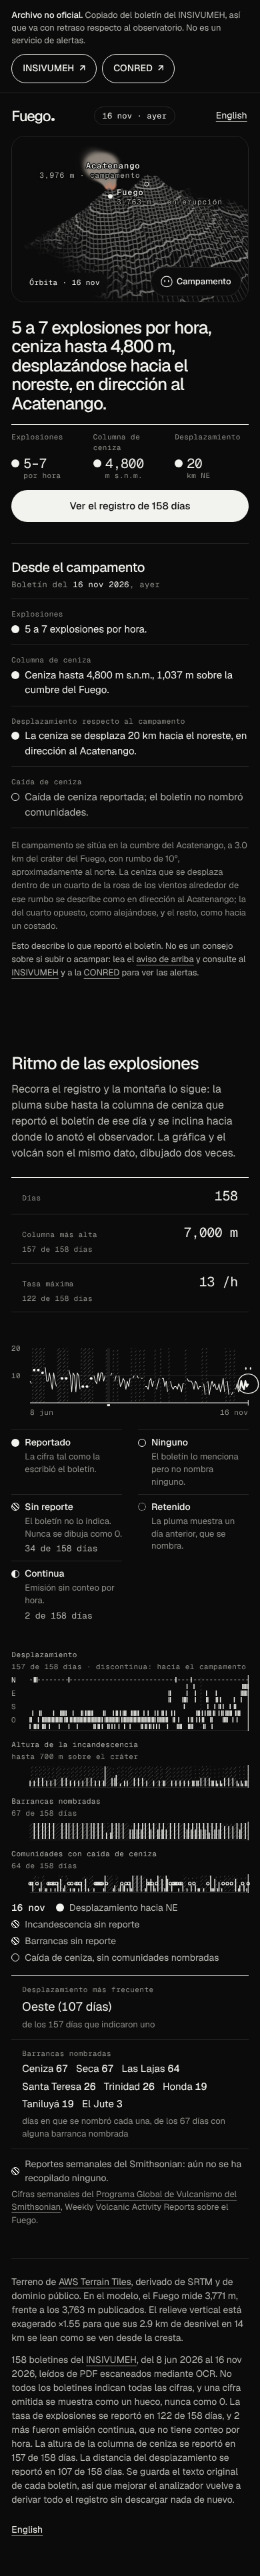 Archivo no oficial. Copiado del boletín del INSIVUMEH, así
que va con retraso respecto al observatorio. No es un
servicio de alertas.
INSIVUMEH ↗ CONRED ↗
Fuego. 16 nov · ayer English
Acatenango
3,976 m · campamento
Fuego
3,763 m · en erupción
Órbita · 16 nov Campamento
5 a 7 explosiones por hora,
ceniza hasta 4,800 m,
desplazándose hacia el
noreste, en dirección al
Acatenango.
Explosiones Columna de ceniza Desplazamiento
5–7 4,800 20
por hora m s.n.m. km NE
Ver el registro de 158 días
Desde el campamento
Boletín del 16 nov 2026, ayer
Explosiones
5 a 7 explosiones por hora.
Columna de ceniza
Ceniza hasta 4,800 m s.n.m., 1,037 m sobre la
cumbre del Fuego.
Desplazamiento respecto al campamento
La ceniza se desplaza 20 km hacia el noreste, en
dirección al Acatenango.
Caída de ceniza
Caída de ceniza reportada; el boletín no nombró
comunidades.
El campamento se sitúa en la cumbre del Acatenango, a 3.0
km del cráter del Fuego, con rumbo de 10°,
aproximadamente al norte. La ceniza que se desplaza
dentro de un cuarto de la rosa de los vientos alrededor de
ese rumbo se describe como en dirección al Acatenango; la
del cuarto opuesto, como alejándose, y el resto, como hacia
un costado.
Esto describe lo que reportó el boletín. No es un consejo
sobre si subir o acampar: lea el aviso de arriba y consulte al
INSIVUMEH y a la CONRED para ver las alertas.
Ritmo de las explosiones
Recorra el registro y la montaña lo sigue: la
pluma sube hasta la columna de ceniza que
reportó el boletín de ese día y se inclina hacia
donde lo anotó el observador. La gráfica y el
volcán son el mismo dato, dibujado dos veces.
Días 158
Columna más alta 7,000 m
157 de 158 días
Tasa máxima 13 /h
122 de 158 días
20
10
8 jun 16 nov
Reportado
La cifra tal como la
escribió el boletín.
Ninguno
El boletín lo menciona
pero no nombra
ninguno.
Sin reporte
El boletín no lo indica.
Nunca se dibuja como 0.
34 de 158 días
Retenido
La pluma muestra un
día anterior, que se
nombra.
Continua
Emisión sin conteo por
hora.
2 de 158 días
Desplazamiento
157 de 158 días · discontinua: hacia el campamento
N
E
S
O
Altura de la incandescencia
hasta 700 m sobre el cráter
Barrancas nombradas
67 de 158 días
Comunidades con caída de ceniza
64 de 158 días
16 nov Desplazamiento hacia NE
Incandescencia sin reporte
Barrancas sin reporte
Caída de ceniza, sin comunidades nombradas
Desplazamiento más frecuente
Oeste (107 días)
de los 157 días que indicaron uno
Barrancas nombradas
Ceniza 67 Seca 67 Las Lajas 64
Santa Teresa 26 Trinidad 26 Honda 19
Taniluyá 19 El Jute 3
días en que se nombró cada una, de los 67 días con
alguna barranca nombrada
Reportes semanales del Smithsonian: aún no se ha
recopilado ninguno.
Cifras semanales del Programa Global de Vulcanismo del
Smithsonian, Weekly Volcanic Activity Reports sobre el
Fuego.
Terreno de AWS Terrain Tiles, derivado de SRTM y de
dominio público. En el modelo, el Fuego mide 3,771 m,
frente a los 3,763 m publicados. El relieve vertical está
exagerado ×1.55 para que sus 2.9 km de desnivel en 14
km se lean como se ven desde la cresta.
158 boletines del INSIVUMEH, del 8 jun 2026 al 16 nov
2026, leídos de PDF escaneados mediante OCR. No
todos los boletines indican todas las cifras, y una cifra
omitida se muestra como un hueco, nunca como 0. La
tasa de explosiones se reportó en 122 de 158 días, y 2
más fueron emisión continua, que no tiene conteo por
hora. La altura de la columna de ceniza se reportó en
157 de 158 días. La distancia del desplazamiento se
reportó en 107 de 158 días. Se guarda el texto original
de cada boletín, así que mejorar el analizador vuelve a
derivar todo el registro sin descargar nada de nuevo.
English